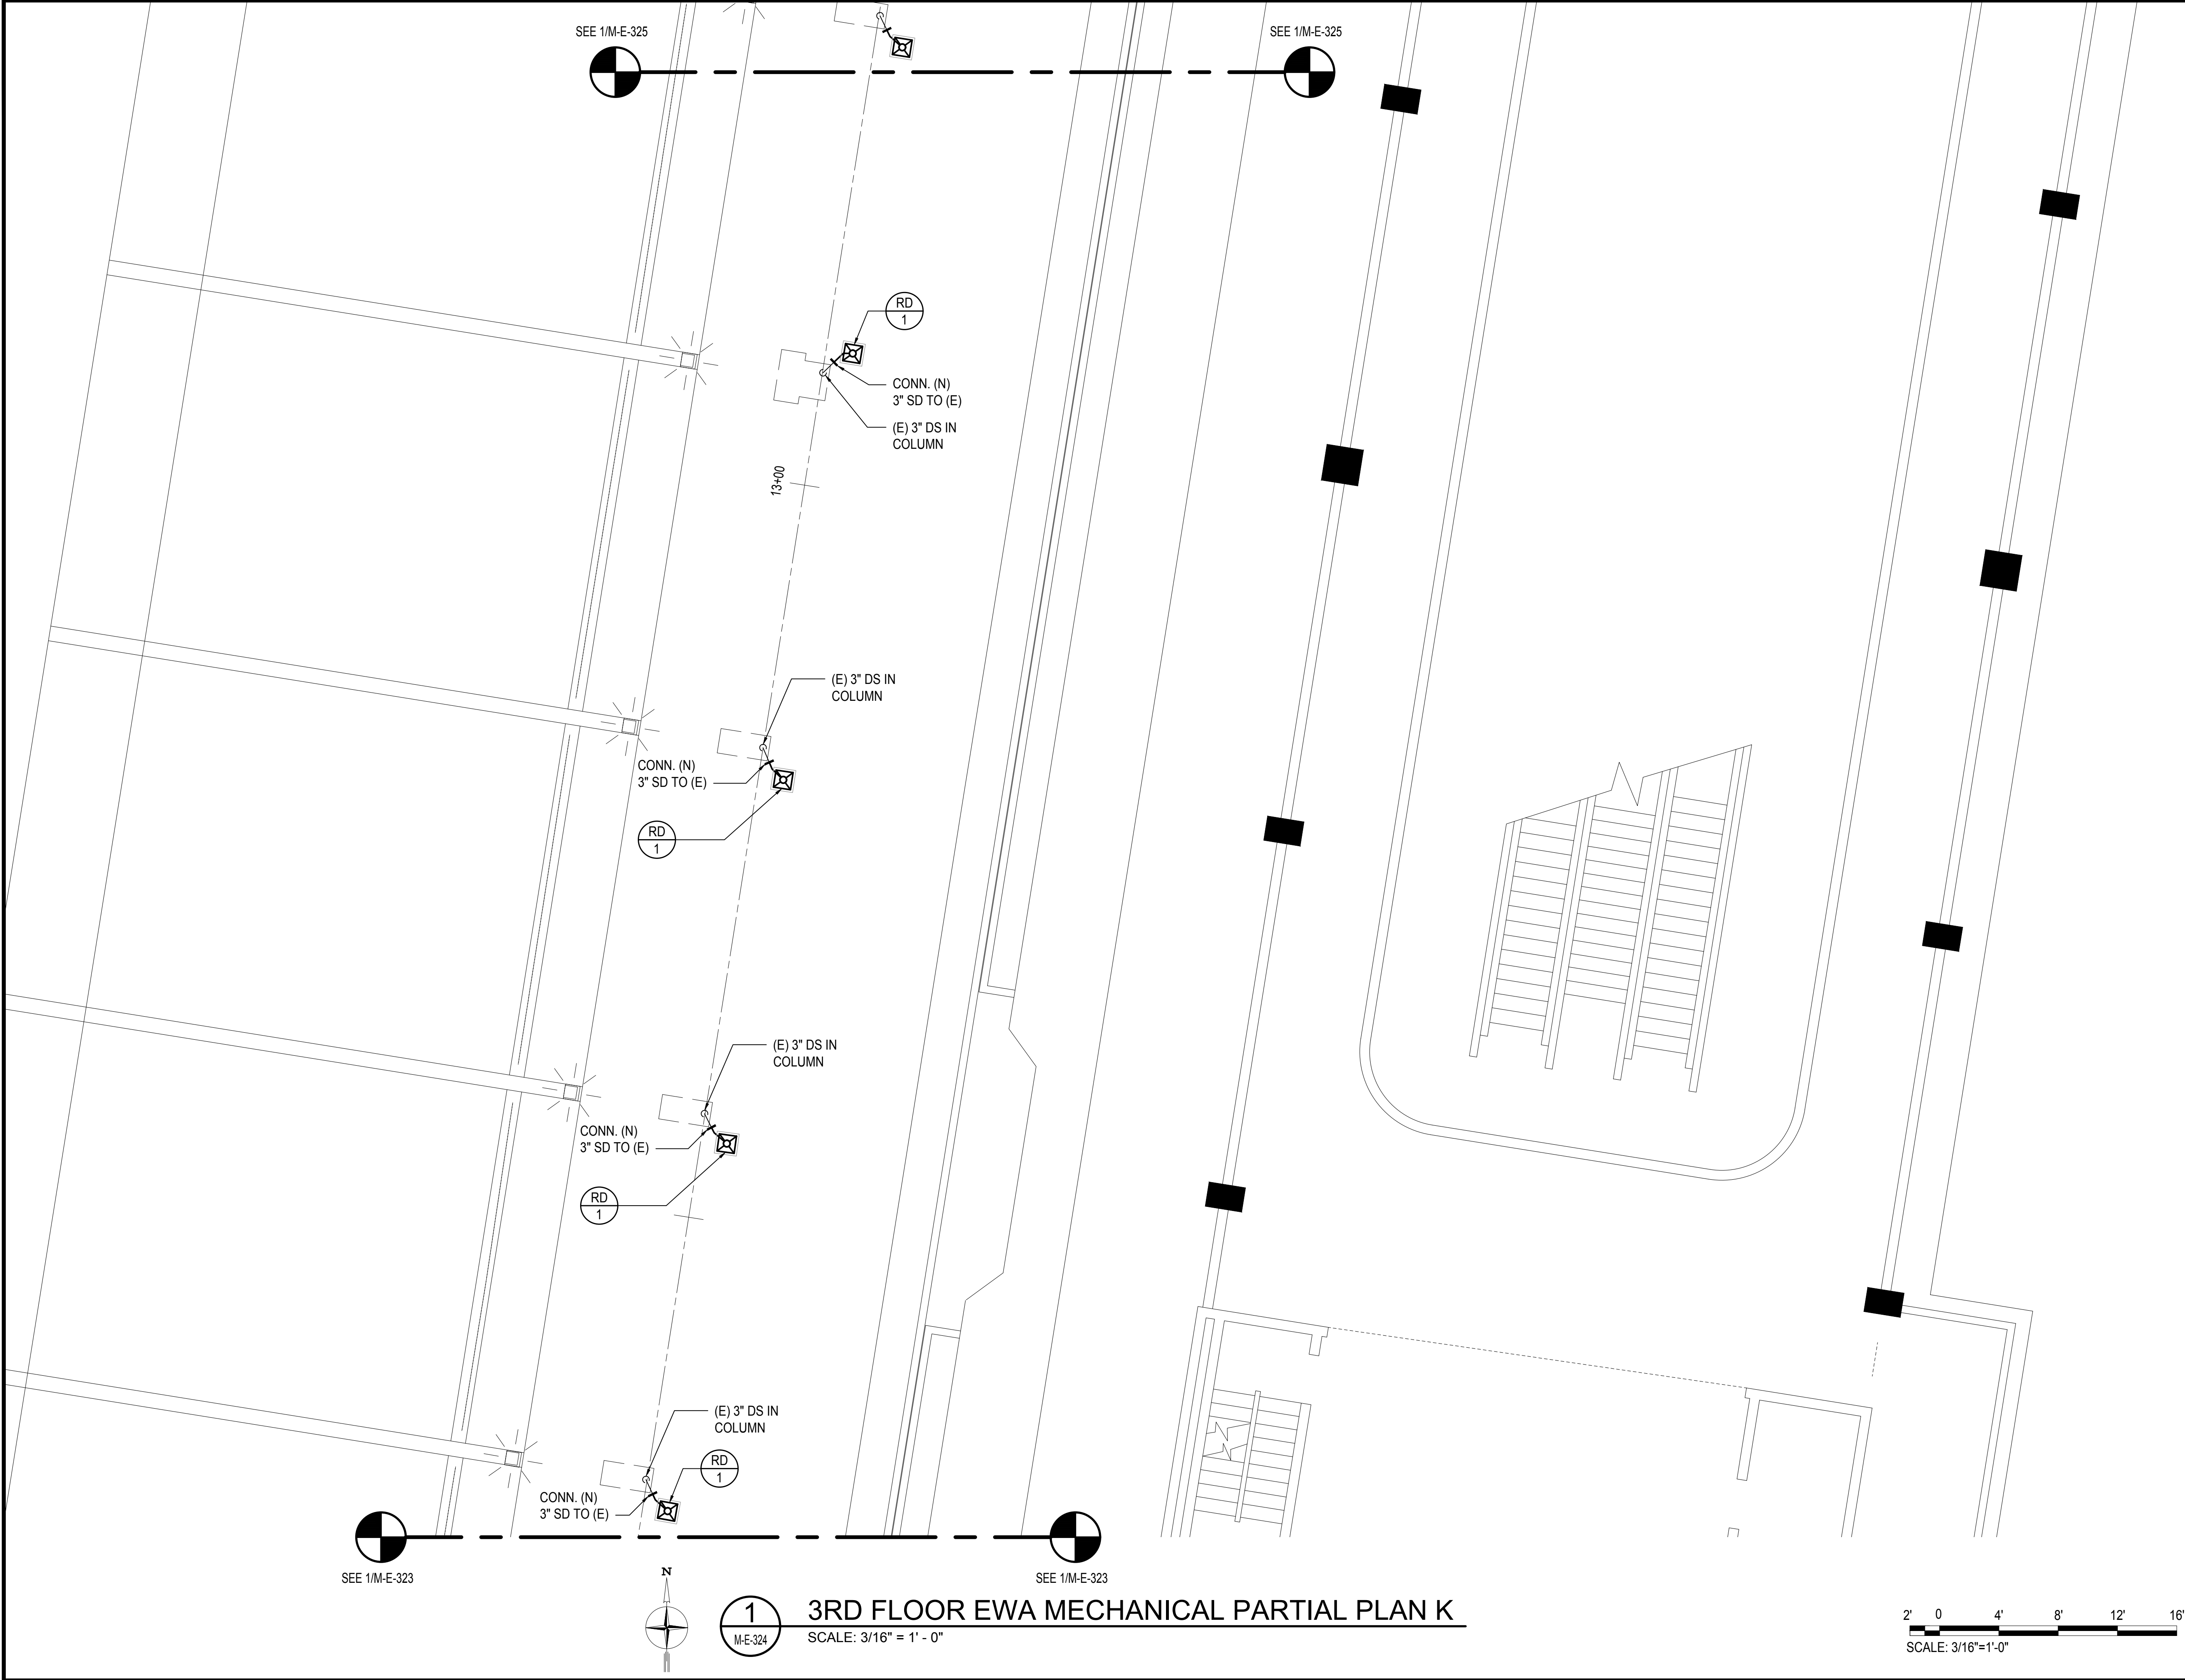 SEE 1/M-E-325
SEE 1/M-E-325
RD
1
CONN. (N)
3" SD TO (E)
(E) 3" DS IN
COLUMN
13+00
(E) 3" DS IN
COLUMN
CONN. (N)
3" SD TO (E)
RD
1
(E) 3" DS IN
COLUMN
CONN. (N)
3" SD TO (E)
RD
1
(E) 3" DS IN
COLUMN
RD
1
CONN. (N)
3" SD TO (E)
SEE 1/M-E-323
SEE 1/M-E-323
N
1
M-E-324
3RD FLOOR EWA MECHANICAL PARTIAL PLAN K
SCALE: 3/16" = 1' - 0"
2' 0 4' 8' 12' 16'
SCALE: 3/16"=1'-0"